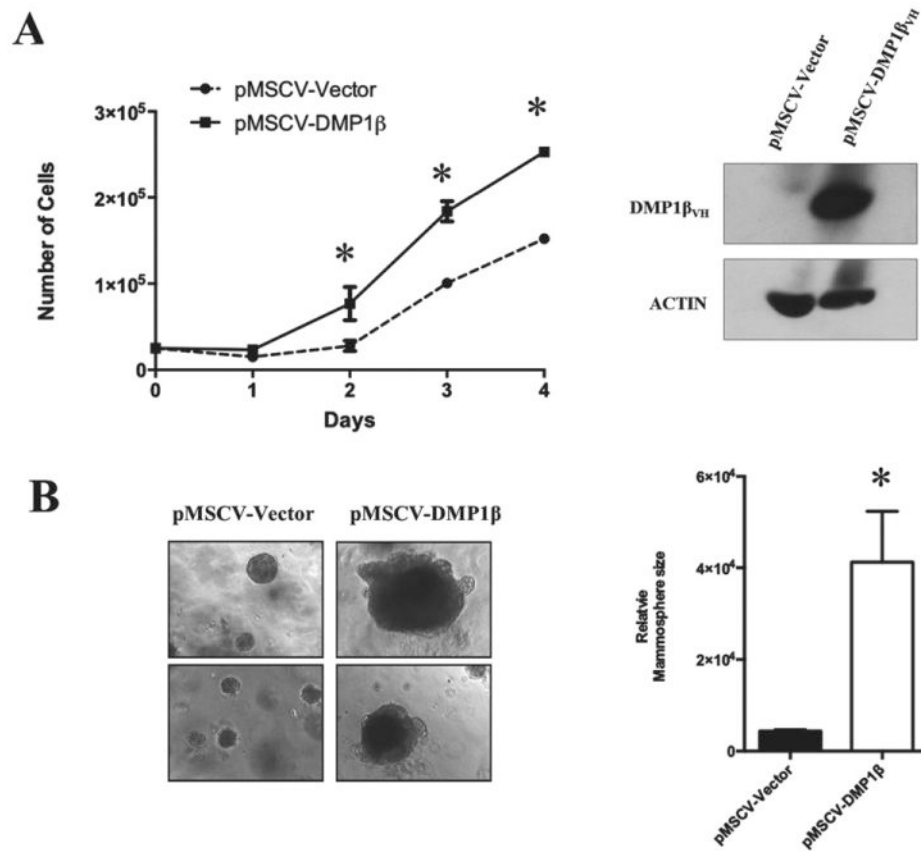 A
pMSCV-Vector
pMSCV-DMP1β
3×10⁵
2×10⁵
1×10⁵
0
Number of Cells
* * *
0 1 2 3 4
Days
pMSCV-Vector
pMSCV-DMP1βVH
DMP1βVH
ACTIN
B
pMSCV-Vector pMSCV-DMP1β
6×10⁴
4×10⁴
2×10⁴
0
Relatvie
Mammosphere size
*
pMSCV-Vector
pMSCV-DMP1β